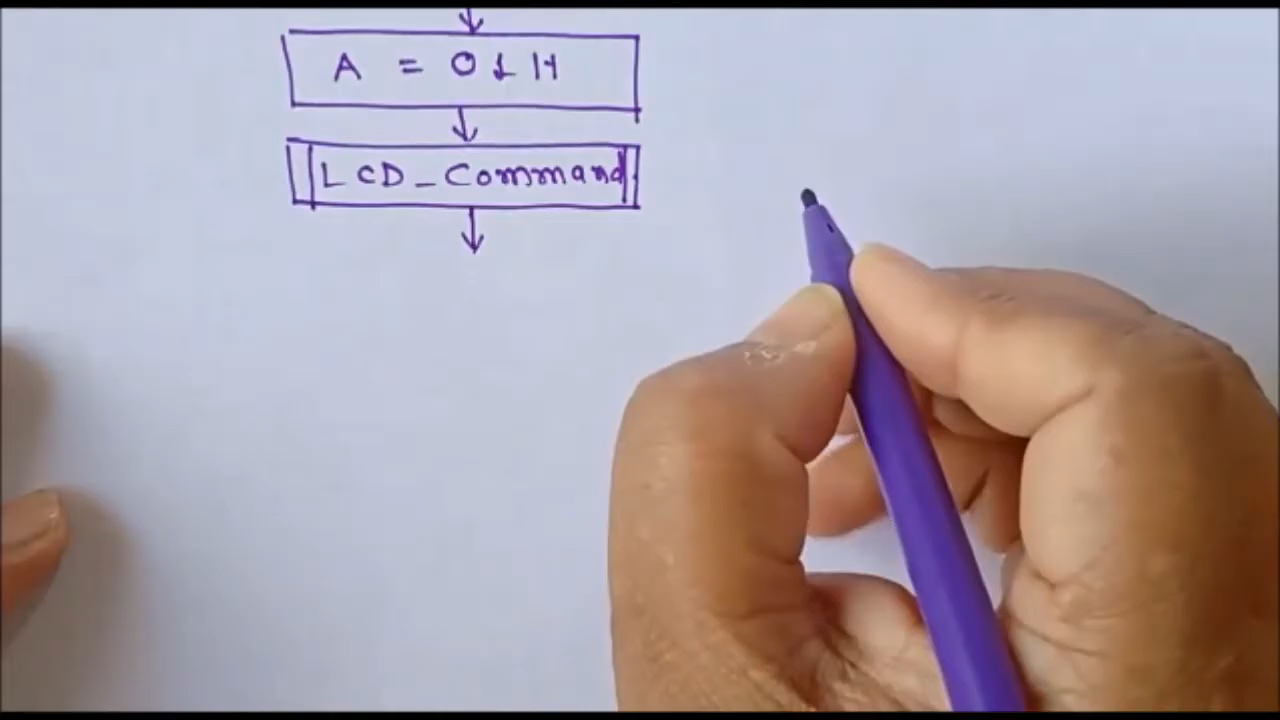 A = 01H
LCD_Command